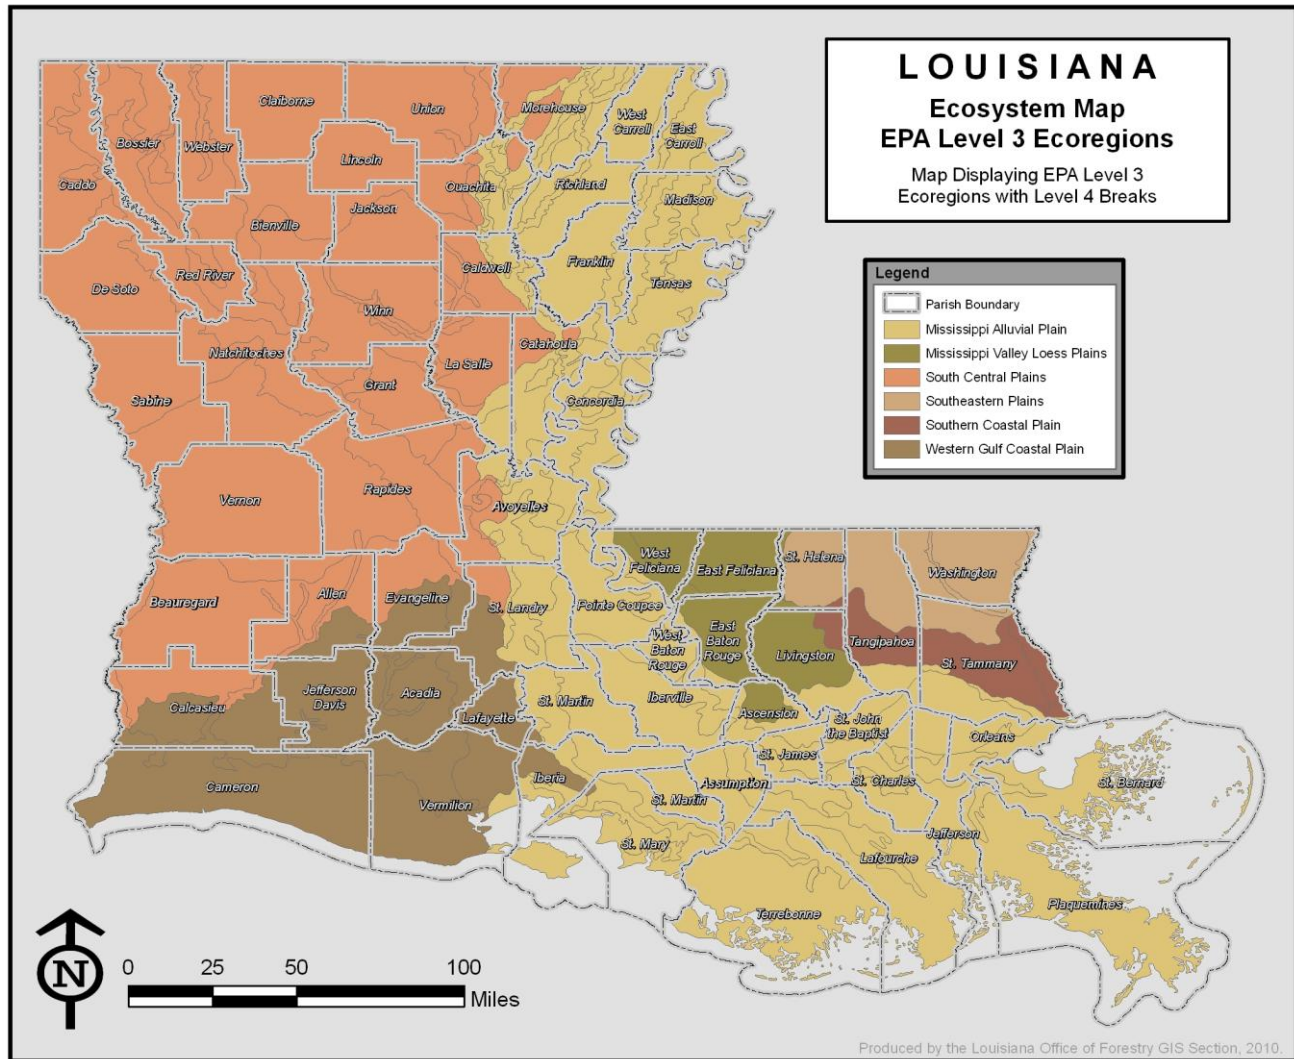 LOUISIANA
Ecosystem Map
EPA Level 3 Ecoregions
Map Displaying EPA Level 3
Ecoregions with Level 4 Breaks
Legend
Parish Boundary
Mississippi Alluvial Plain
Mississippi Valley Loess Plains
South Central Plains
Southeastern Plains
Southern Coastal Plain
Western Gulf Coastal Plain
Caddo
Bossier
Webster
Claiborne
Union
Morehouse
West
Carroll
East
Carroll
Lincoln
Ouachita
Richland
Madison
Bienville
Jackson
De Soto
Red River
Caldwell
Franklin
Tensas
Winn
Natchitoches
La Salle
Catahoula
Sabine
Grant
Concordia
Vernon
Rapides
Avoyelles
Beauregard
Allen
Evangeline
St. Landry
Pointe Coupee
West
Feliciana
East Feliciana
St. Helena
Washington
West
Baton
Rouge
East
Baton
Rouge
Livingston
Tangipahoa
St. Tammany
Calcasieu
Jefferson
Davis
Acadia
Lafayette
St. Martin
Iberville
Ascension
St. John
the Baptist
Orleans
St. James
Cameron
Vermilion
Iberia
St. Martin
Assumption
St. Charles
St. Bernard
St. Mary
Jefferson
Lafourche
Terrebonne
Plaquemines
N
0 25 50 100
Miles
Produced by the Louisiana Office of Forestry GIS Section, 2010.